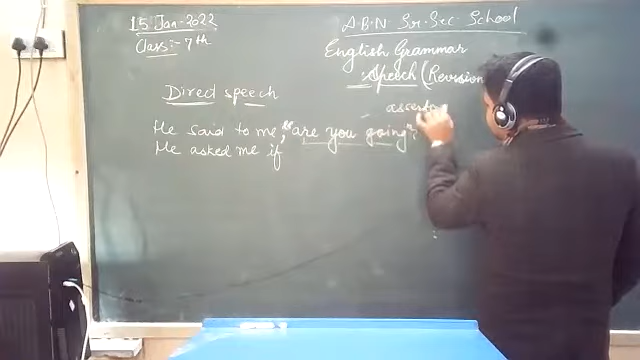 15 Jan-2022
A.B.N Sr. Sec. School
Class:- 7th
English Grammar
:Speech (Revision
Direct speech
He said to me, "are you going"?
He asked me if